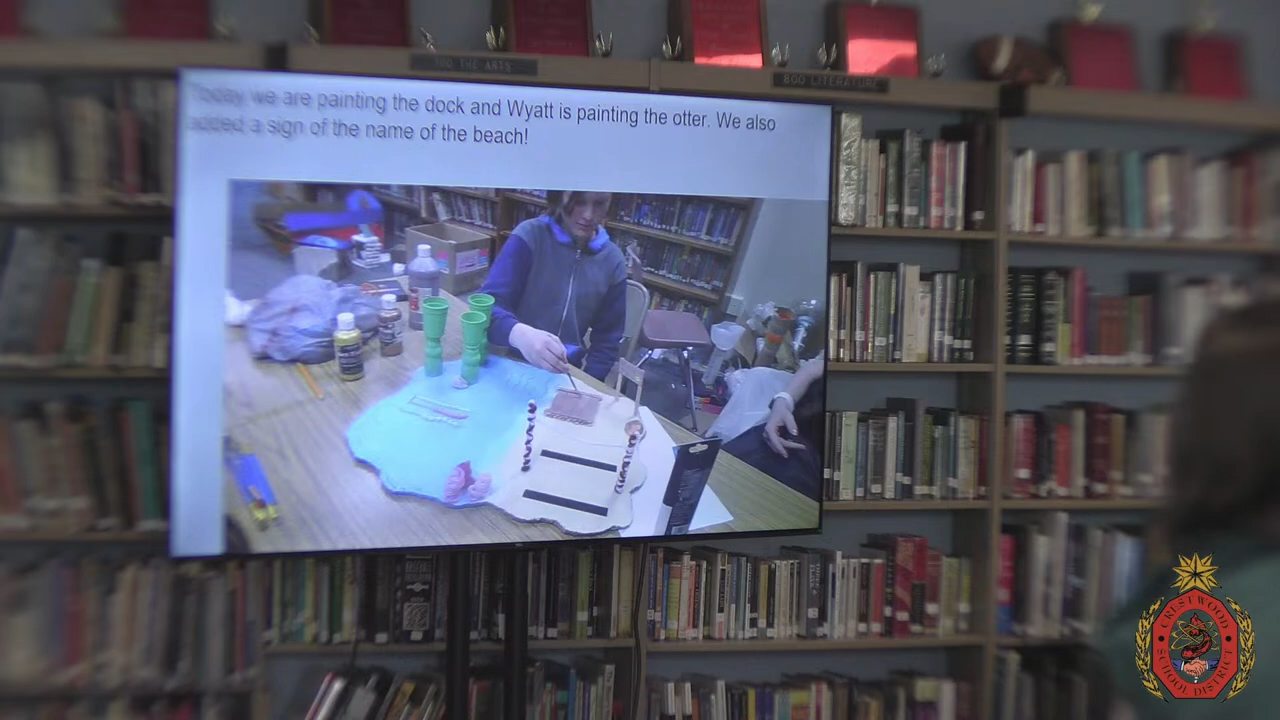 700 THE ARTS
800 LITERATURE
Today we are painting the dock and Wyatt is painting the otter. We also
added a sign of the name of the beach!
CRESTWOOD
SCHOOL DISTRICT